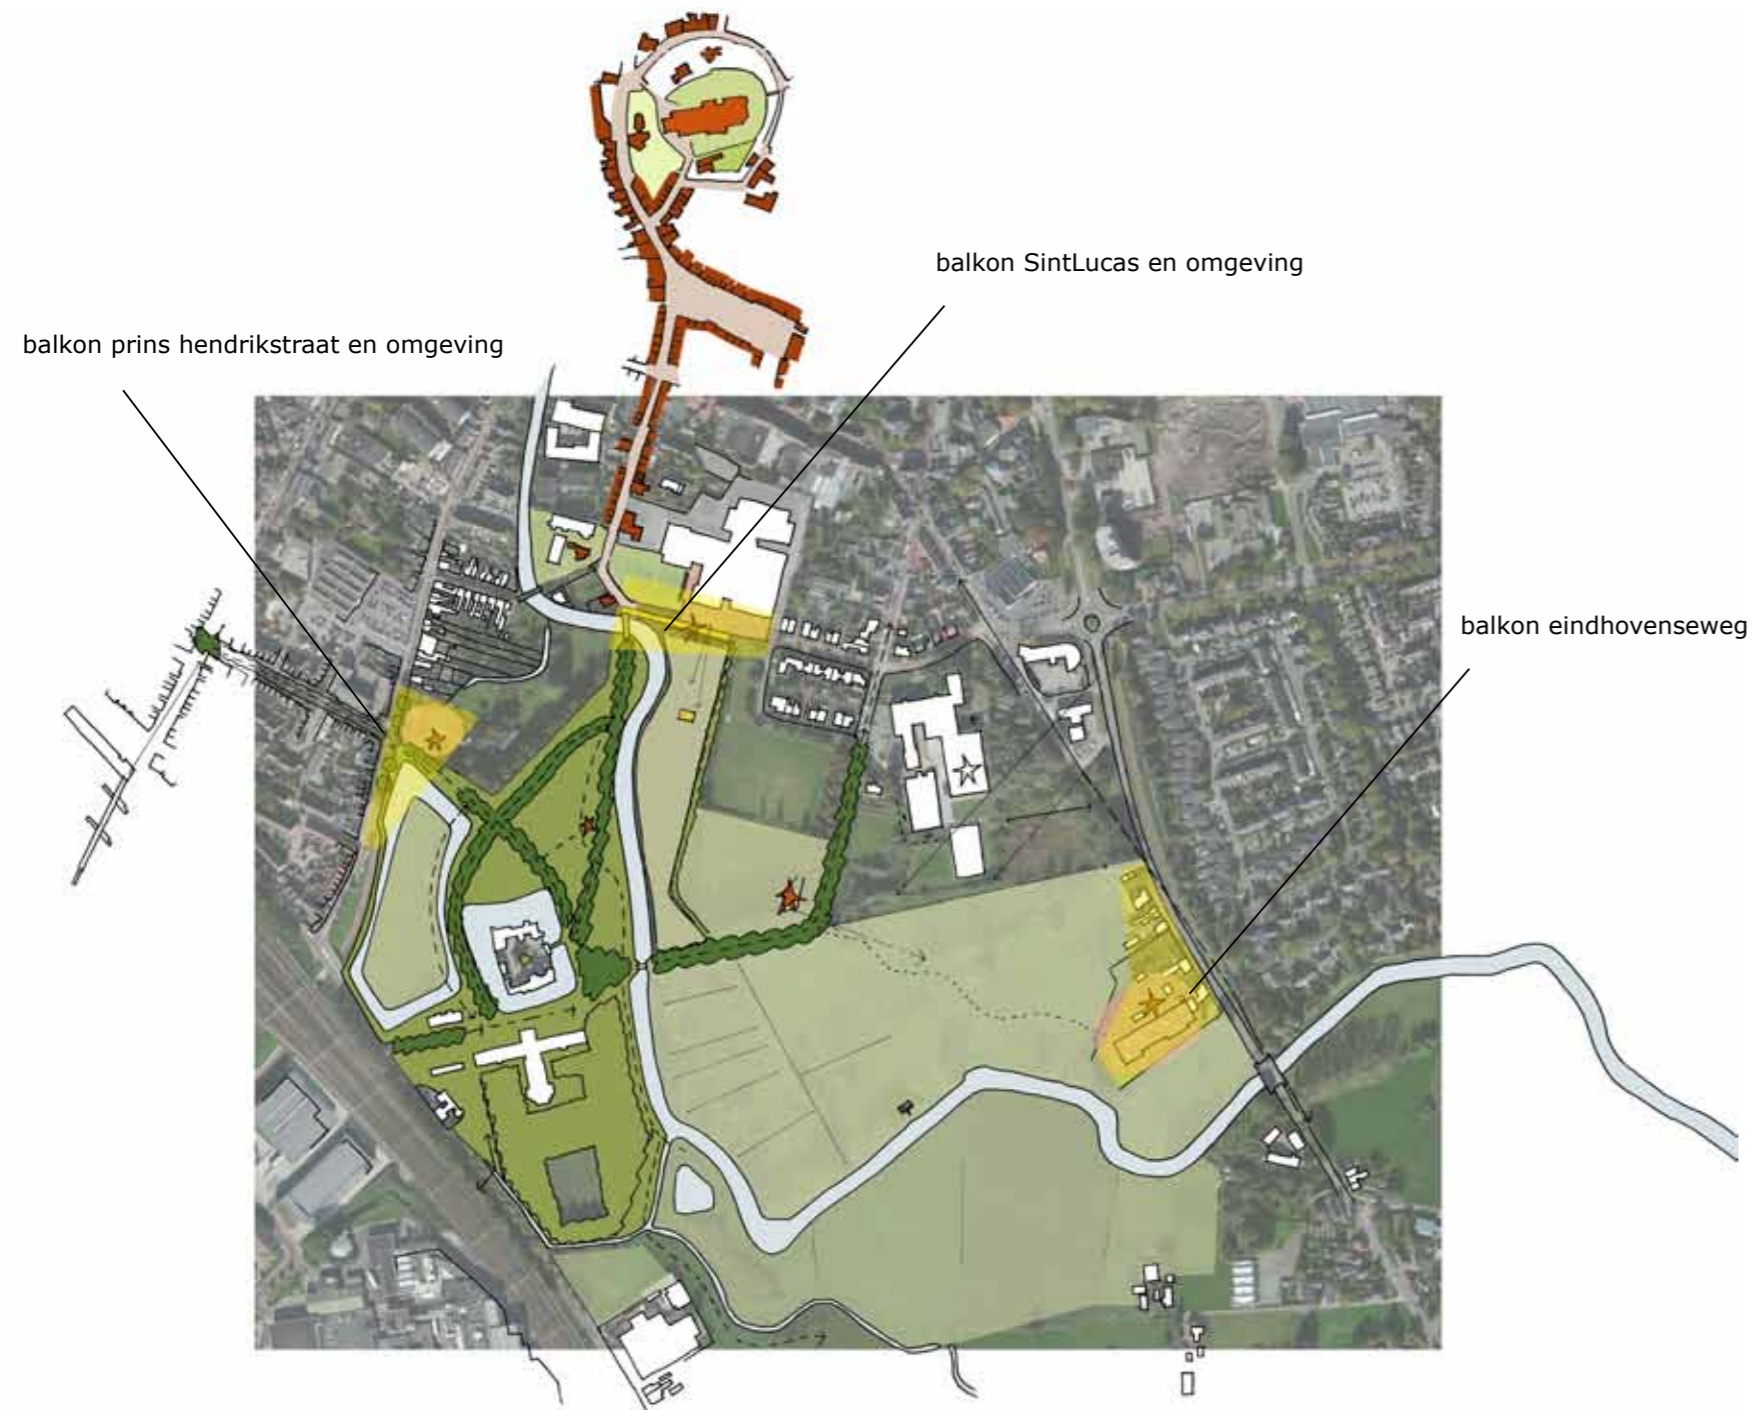 balkon SintLucas en omgeving
balkon prins hendrikstraat en omgeving
balkon eindhovenseweg